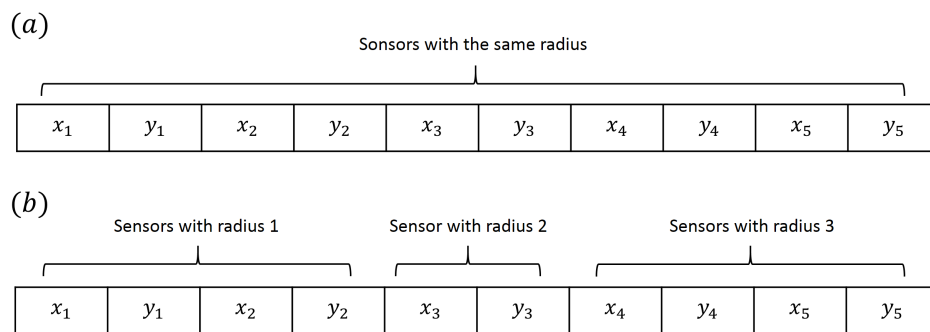 (a)
Sonsors with the same radius
x₁ y₁ x₂ y₂ x₃ y₃ x₄ y₄ x₅ y₅
(b)
Sensors with radius 1 Sensor with radius 2 Sensors with radius 3
x₁ y₁ x₂ y₂ x₃ y₃ x₄ y₄ x₅ y₅